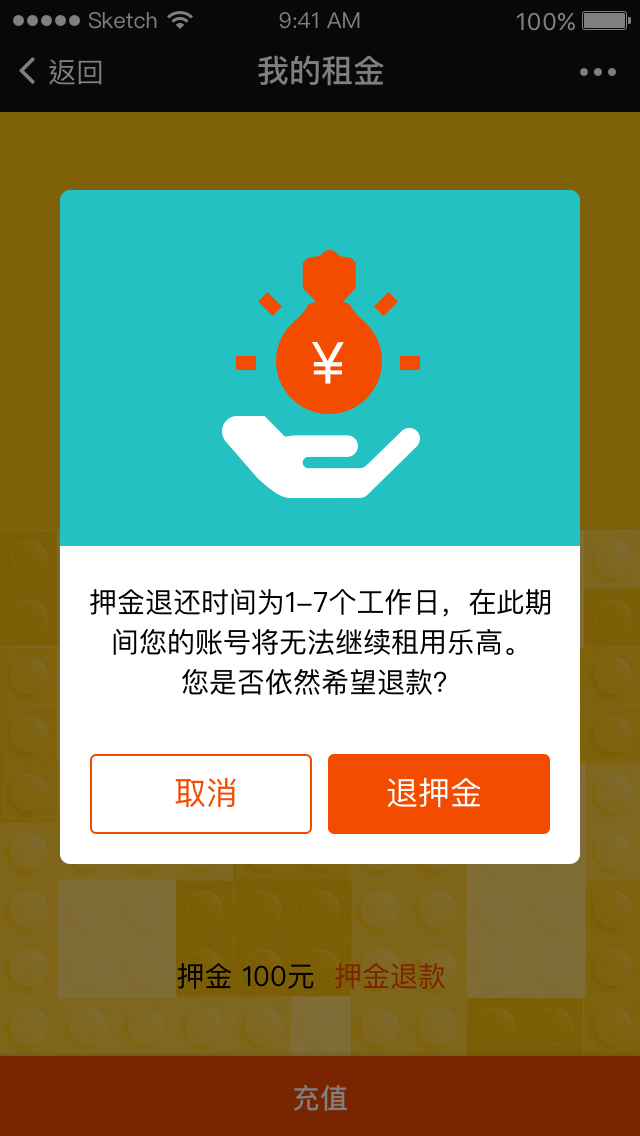 Sketch 9:41 AM 100%
返回 我的租金
¥
押金退还时间为1–7个工作日，在此期
间您的账号将无法继续租用乐高。
您是否依然希望退款？
取消 退押金
押金 100元 押金退款
充值